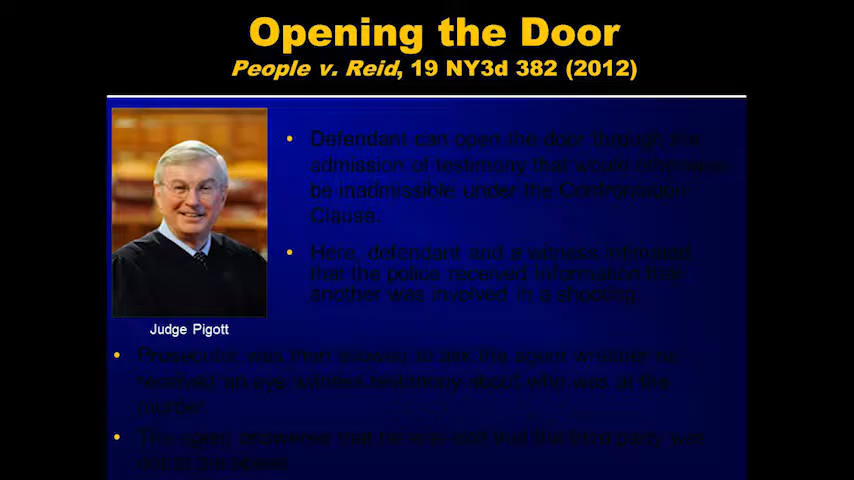 Opening the Door
People v. Reid, 19 NY3d 382 (2012)
• Defendant can open the door through the
admission of testimony that would otherwise
be inadmissible under the Confrontation
Clause.
• Here, defendant and a witness
that the police received information that
another was involved in a shooting.
Judge Pigott
• Prosecutor was then allowed to ask the agent whether he
received an eye witness testimony about who was at the
murder.
• The agent answered that he was told that the third party was
not at the